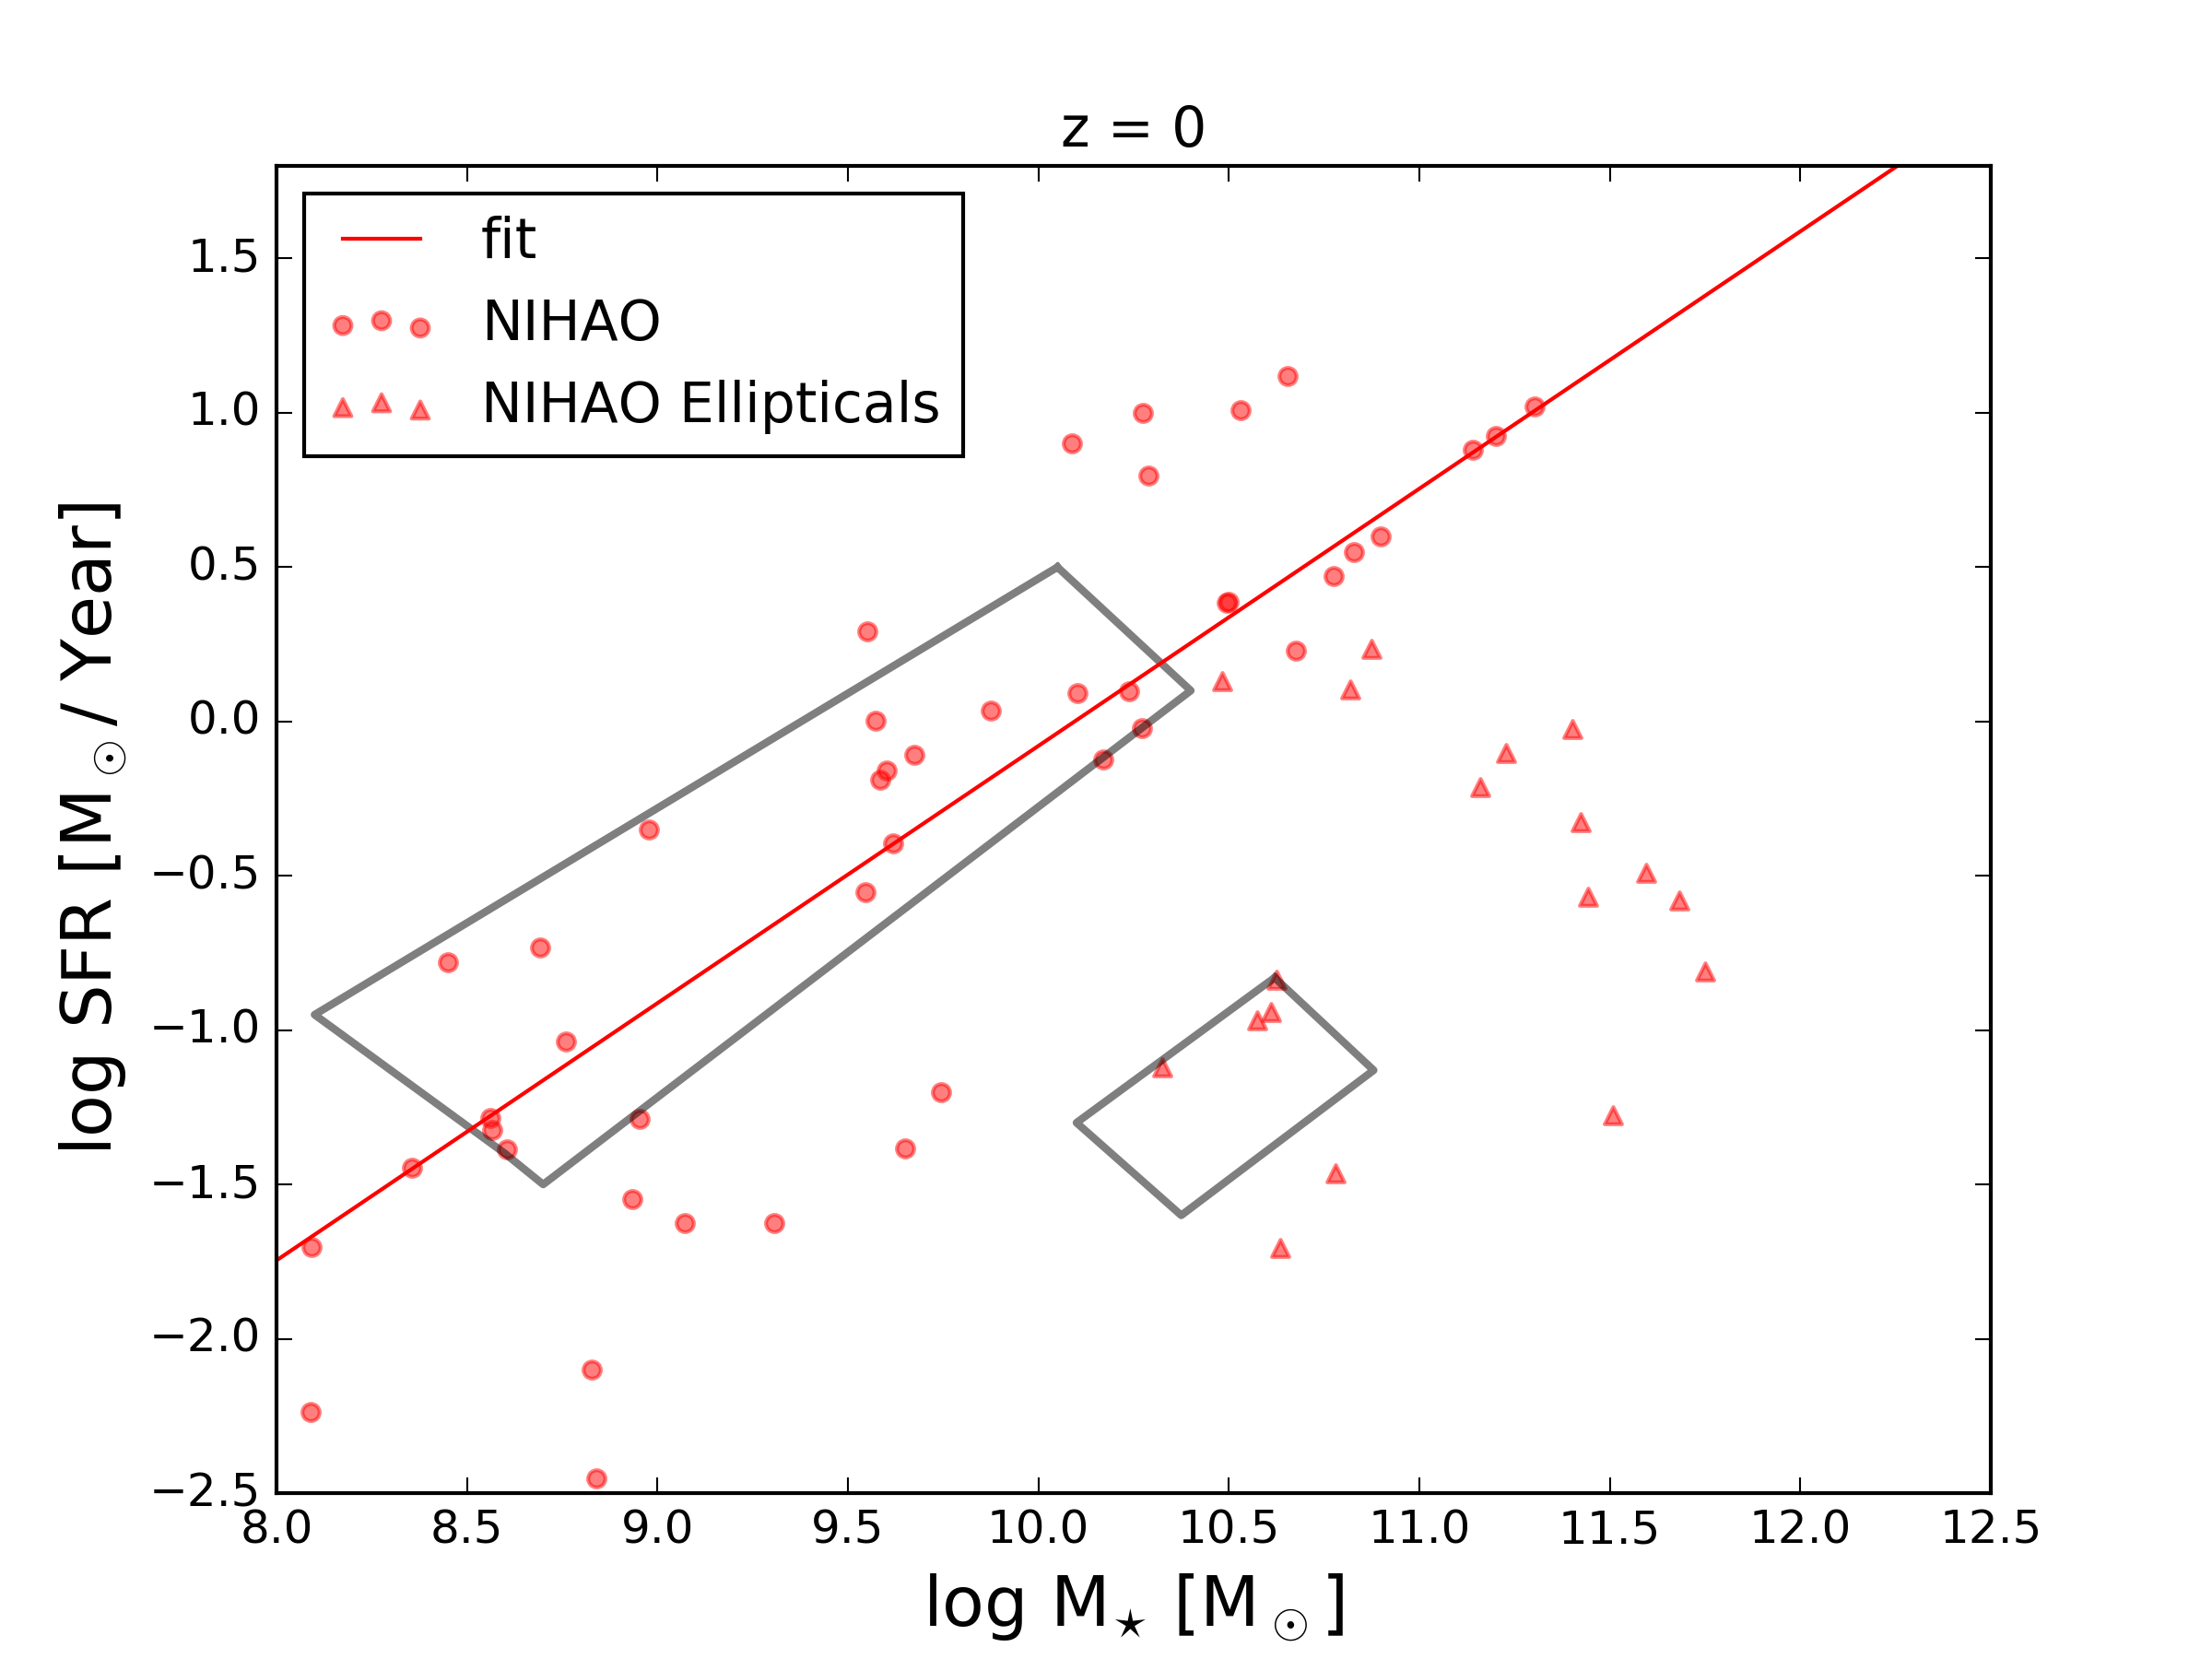 z = 0
fit
NIHAO
NIHAO Ellipticals
log SFR [M☉/ Year]
1.5
1.0
0.5
0.0
−0.5
−1.0
−1.5
−2.0
−2.5
8.0 8.5 9.0 9.5 10.0 10.5 11.0 11.5 12.0 12.5
log M★ [M☉]